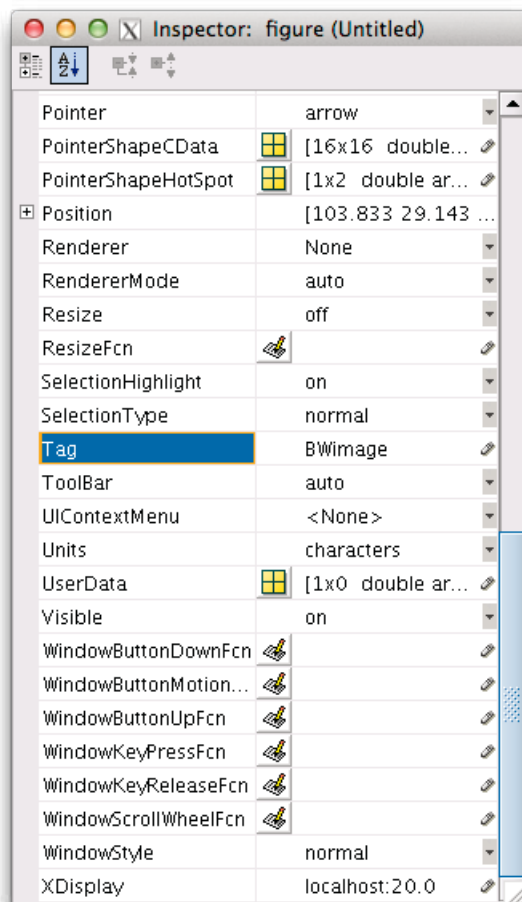 Inspector: figure (Untitled)
Pointer arrow
PointerShapeCData [16x16 double...
PointerShapeHotSpot [1x2 double ar...
Position [103.833 29.143 ...
Renderer None
RendererMode auto
Resize off
ResizeFcn
SelectionHighlight on
SelectionType normal
Tag BWimage
ToolBar auto
UIContextMenu <None>
Units characters
UserData [1x0 double ar...
Visible on
WindowButtonDownFcn
WindowButtonMotion...
WindowButtonUpFcn
WindowKeyPressFcn
WindowKeyReleaseFcn
WindowScrollWheelFcn
WindowStyle normal
XDisplay localhost:20.0